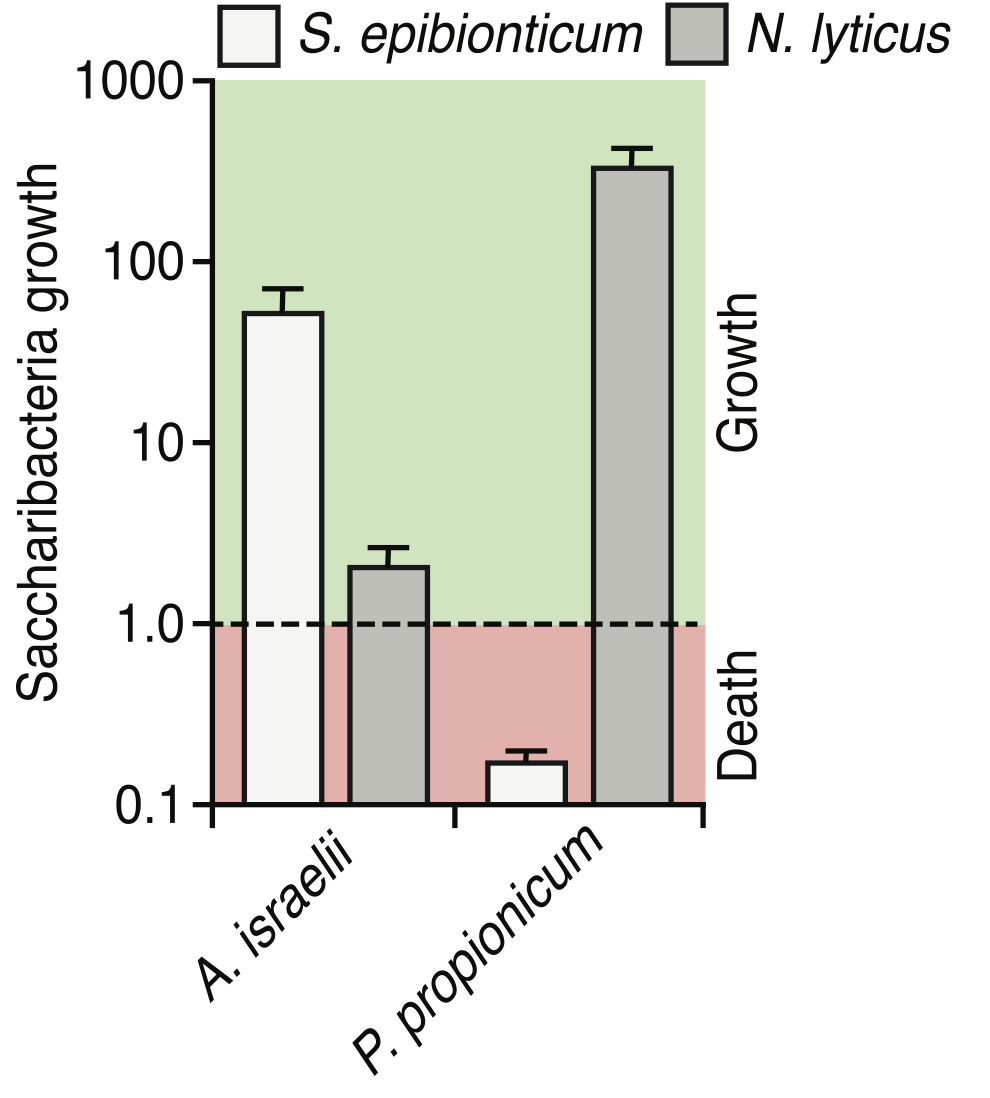 S. epibionticum N. lyticus
1000
100
10
1.0
0.1
Saccharibacteria growth
Growth
Death
A. israelii
P. propionicum